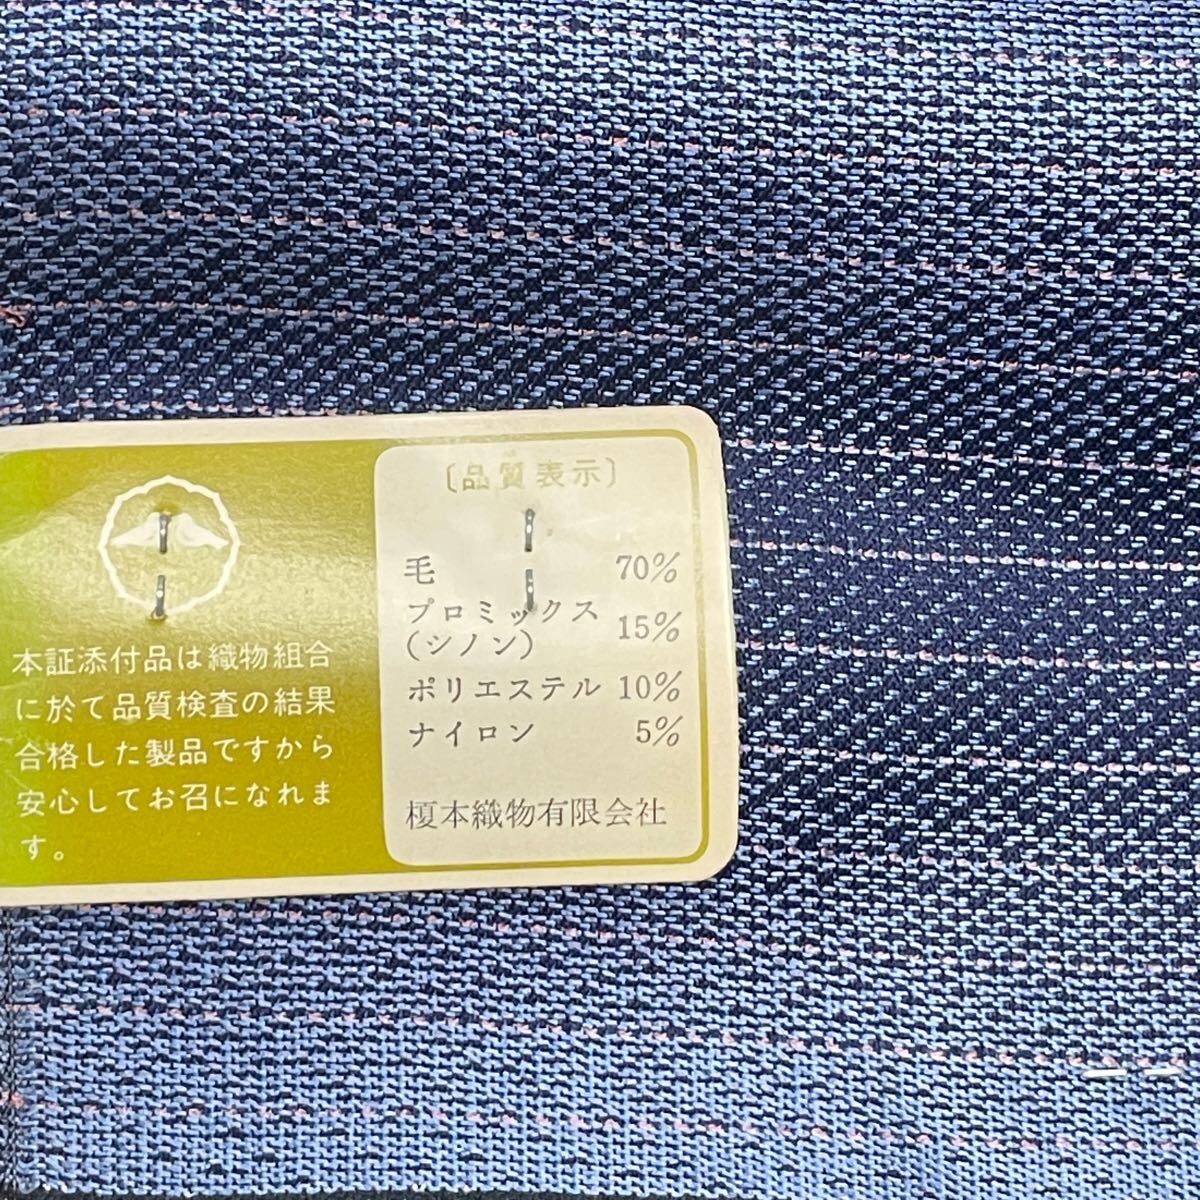 本証添付品は織物組合
に於て品質検査の結果
合格した製品ですから
安心してお召になれま
す。
〔品質表示〕
毛 70%
プロミックス
(シノン) 15%
ポリエステル 10%
ナイロン 5%
榎本織物有限会社